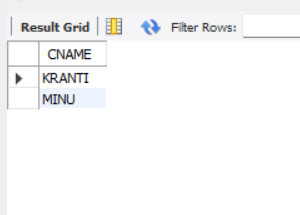 Result Grid Filter Rows:
CNAME
KRANTI
MINU